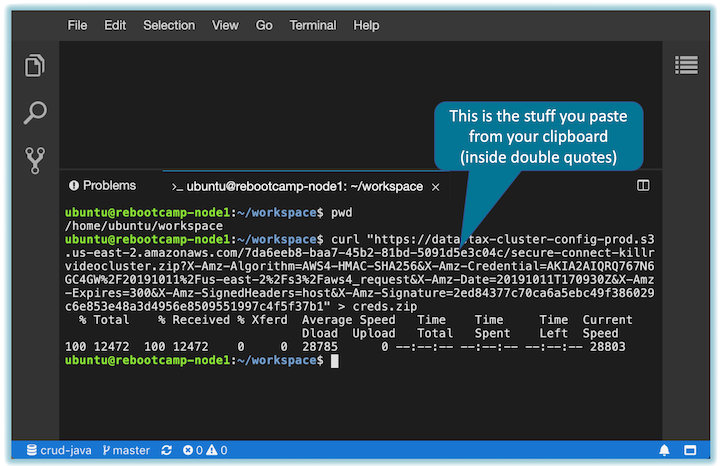 File Edit Selection View Go Terminal Help
This is the stuff you paste
from your clipboard
(inside double quotes)
Problems
>_ ubuntu@rebootcamp-node1: ~/workspace ×
ubuntu@rebootcamp-node1:~/workspace$ pwd
/home/ubuntu/workspace
ubuntu@rebootcamp-node1:~/workspace$ curl "https://datastax-cluster-config-prod.s3
.us-east-2.amazonaws.com/7da6eeb8-baa7-45b2-81bd-5091d5e3c04c/secure-connect-killr
videocluster.zip?X-Amz-Algorithm=AWS4-HMAC-SHA256&X-Amz-Credential=AKIA2AIQRQ767N6
GC4GW%2F20191011%2Fus-east-2%2Fs3%2Faws4_request&X-Amz-Date=20191011T170930Z&X-Amz
-Expires=300&X-Amz-SignedHeaders=host&X-Amz-Signature=2ed84377c70ca6a5ebc49f386029
c6e853e48a3d4956e8509551997c4f5f37b1" > creds.zip
% Total % Received % Xferd Average Speed Time Time Time Current
Dload Upload Total Spent Left Speed
100 12472 100 12472 0 0 28785 0 --:--:-- --:--:-- --:--:-- 28803
ubuntu@rebootcamp-node1:~/workspace$
crud-java master 0 0